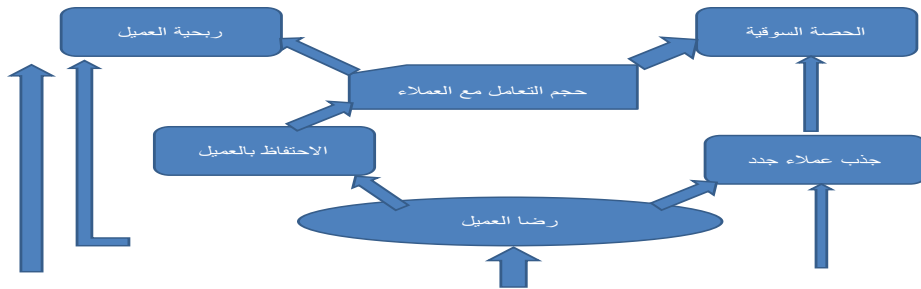 الحصة السوقية
ربحية العميل
حجم التعامل مع العملاء
جذب عملاء جدد
الاحتفاظ بالعميل
رضا العميل